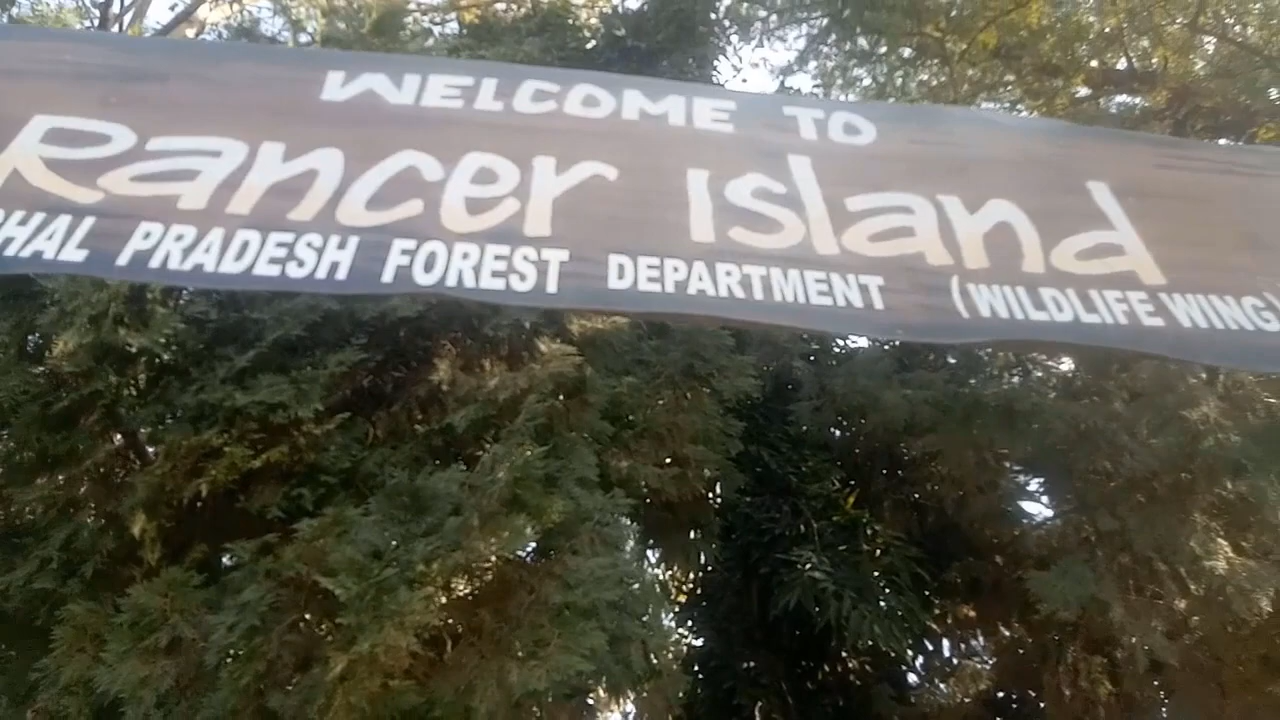 WELCOME TO
Rancer Island
HAL PRADESH FOREST DEPARTMENT (WILDLIFE WING)